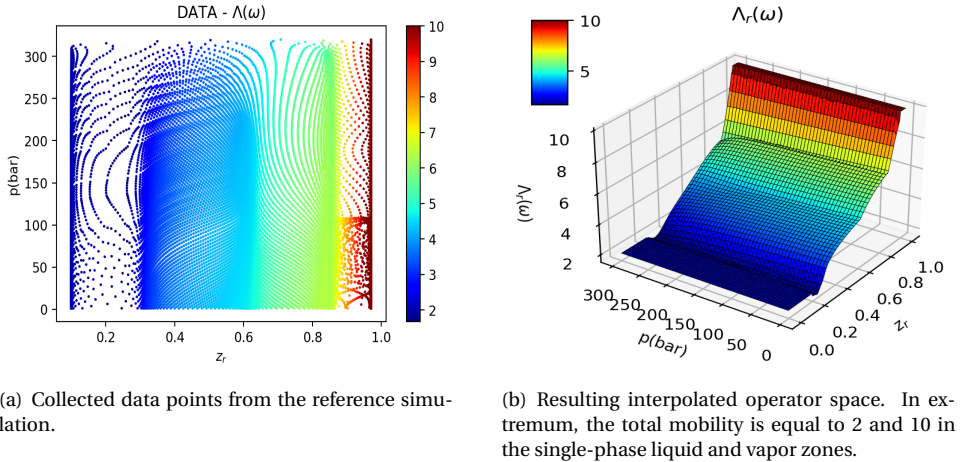 DATA - Λ(ω)
300
250
200
150
100
50
0
p(bar)
0.2 0.4 0.6 0.8 1.0
z_r
10
9
8
7
6
5
4
3
2
(a) Collected data points from the reference simu-
lation.
Λ_r(ω)
10
5
10
8
6
4
2
Λ_r(ω)
300 250 200 150 100 50 0
p(bar)
0.0 0.2 0.4 0.6 0.8 1.0
z_r
(b) Resulting interpolated operator space. In ex-
tremum, the total mobility is equal to 2 and 10 in
the single-phase liquid and vapor zones.